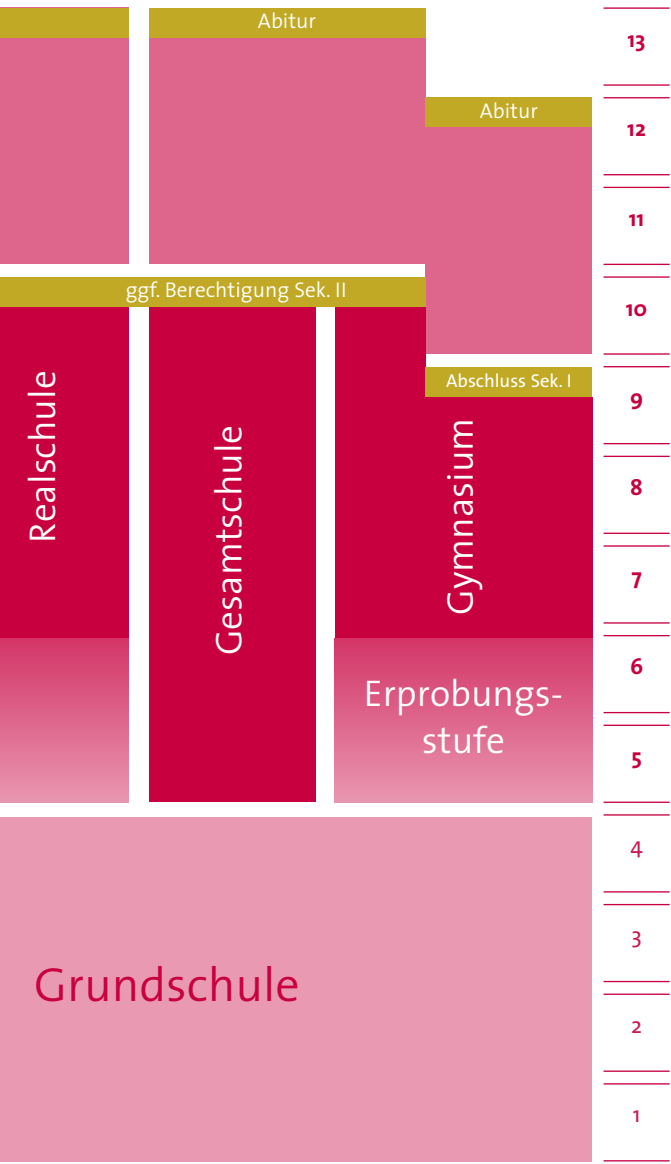 Abitur
13
Abitur
12
11
ggf. Berechtigung Sek. II
10
Abschluss Sek. I
9
Realschule
Gesamtschule
Gymnasium
8
7
6
Erprobungs-
stufe
5
4
3
Grundschule
2
1